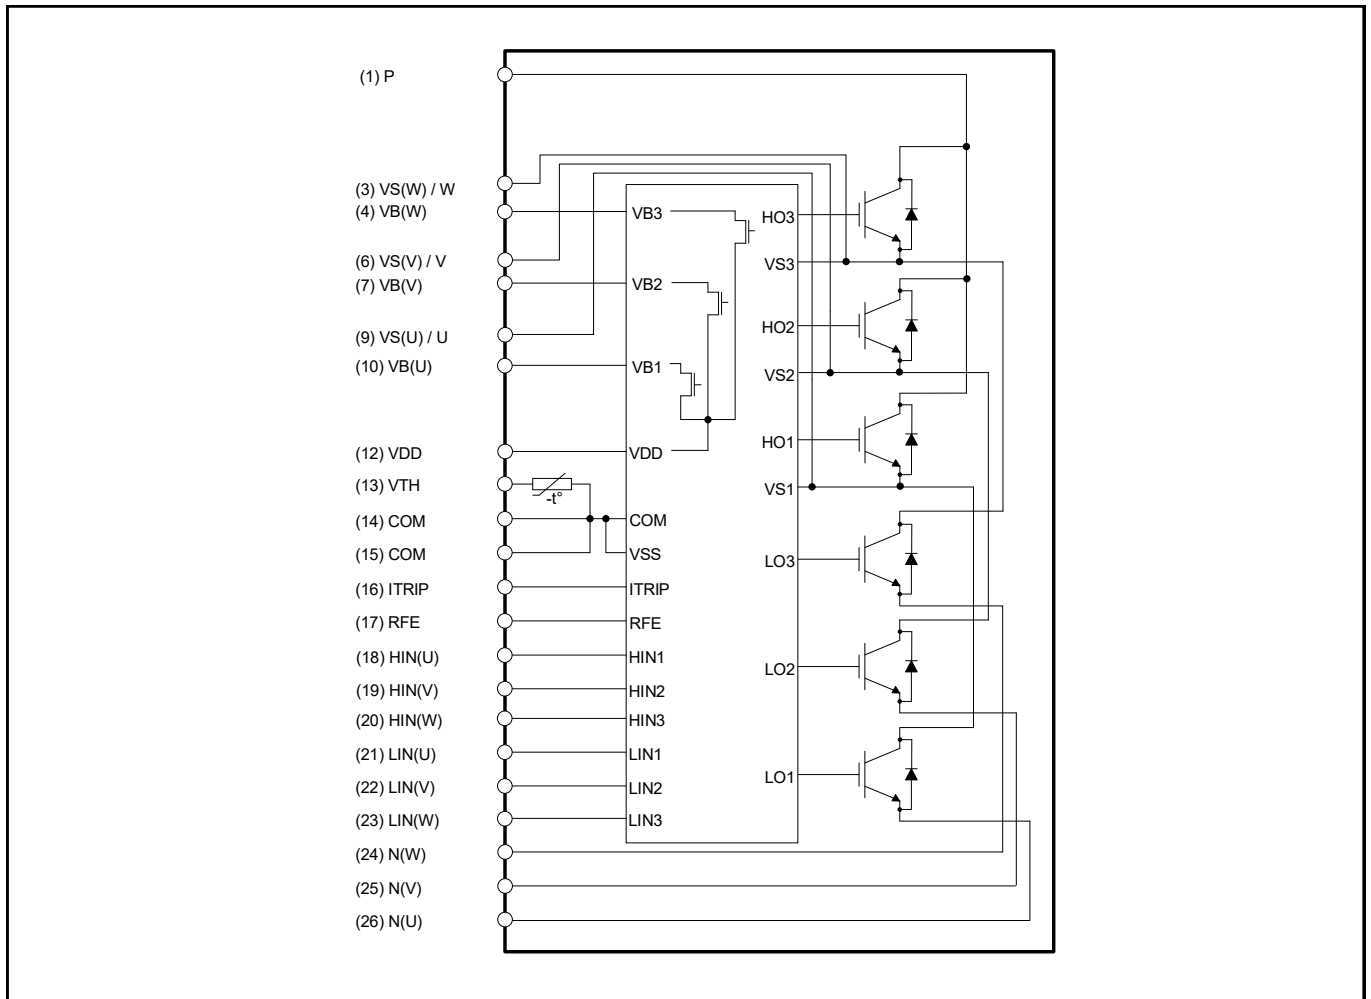 (1) P
(3) VS(W) / W
(4) VB(W)
(6) VS(V) / V
(7) VB(V)
(9) VS(U) / U
(10) VB(U)
(12) VDD
(13) VTH
(14) COM
(15) COM
(16) ITRIP
(17) RFE
(18) HIN(U)
(19) HIN(V)
(20) HIN(W)
(21) LIN(U)
(22) LIN(V)
(23) LIN(W)
(24) N(W)
(25) N(V)
(26) N(U)
-t°
VB3
VB2
VB1
VDD
COM
VSS
ITRIP
RFE
HIN1
HIN2
HIN3
LIN1
LIN2
LIN3
HO3
VS3
HO2
VS2
HO1
VS1
LO3
LO2
LO1